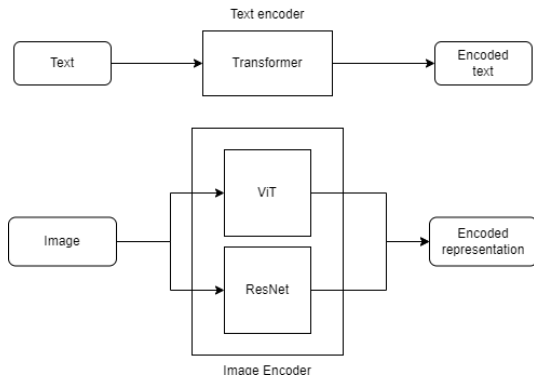 Text encoder
Text
Transformer
Encoded
text
ViT
Image
Encoded
representation
ResNet
Image Encoder